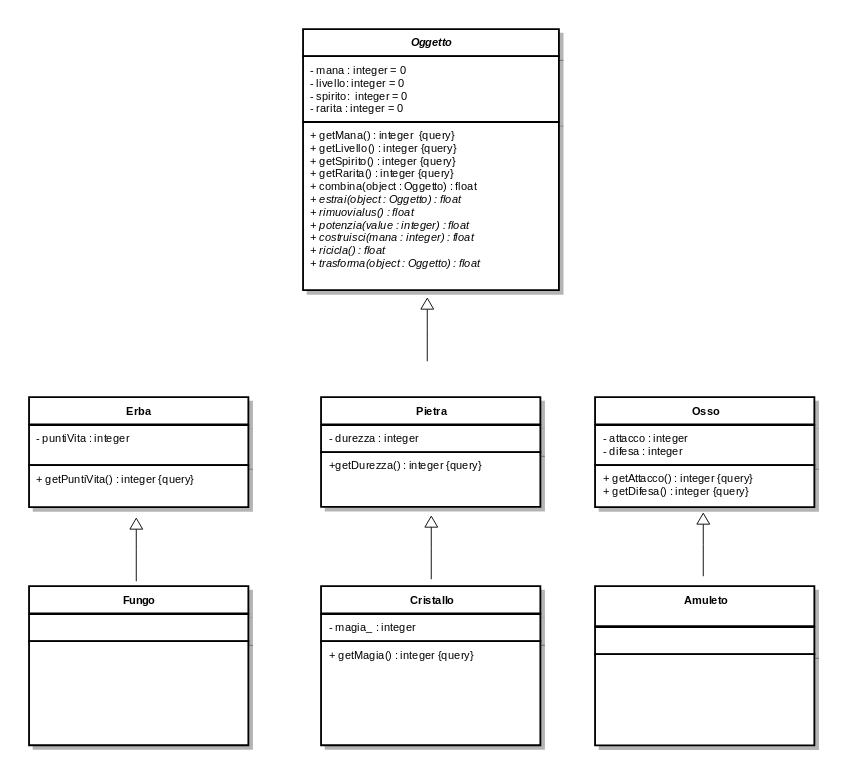 Oggetto
- mana : integer = 0
- livello: integer = 0
- spirito:  integer = 0
- rarita : integer = 0
+ getMana() : integer  {query}
+ getLivello() : integer {query}
+ getSpirito() : integer {query}
+ getRarita() : integer {query}
+ combina(object : Oggetto) : float
+ estrai(object : Oggetto) : float
+ rimuovialus() : float
+ potenzia(value : integer) : float
+ costruisci(mana : integer) : float
+ ricicla() : float
+ trasforma(object : Oggetto) : float
Erba
- puntiVita : integer
+ getPuntiVita() : integer {query}
Pietra
- durezza : integer
+getDurezza() : integer {query}
Osso
- attacco : integer
- difesa : integer
+ getAttacco() : integer {query}
+ getDifesa() : integer {query}
Fungo
Cristallo
- magia_ : integer
+ getMagia() : integer {query}
Amuleto